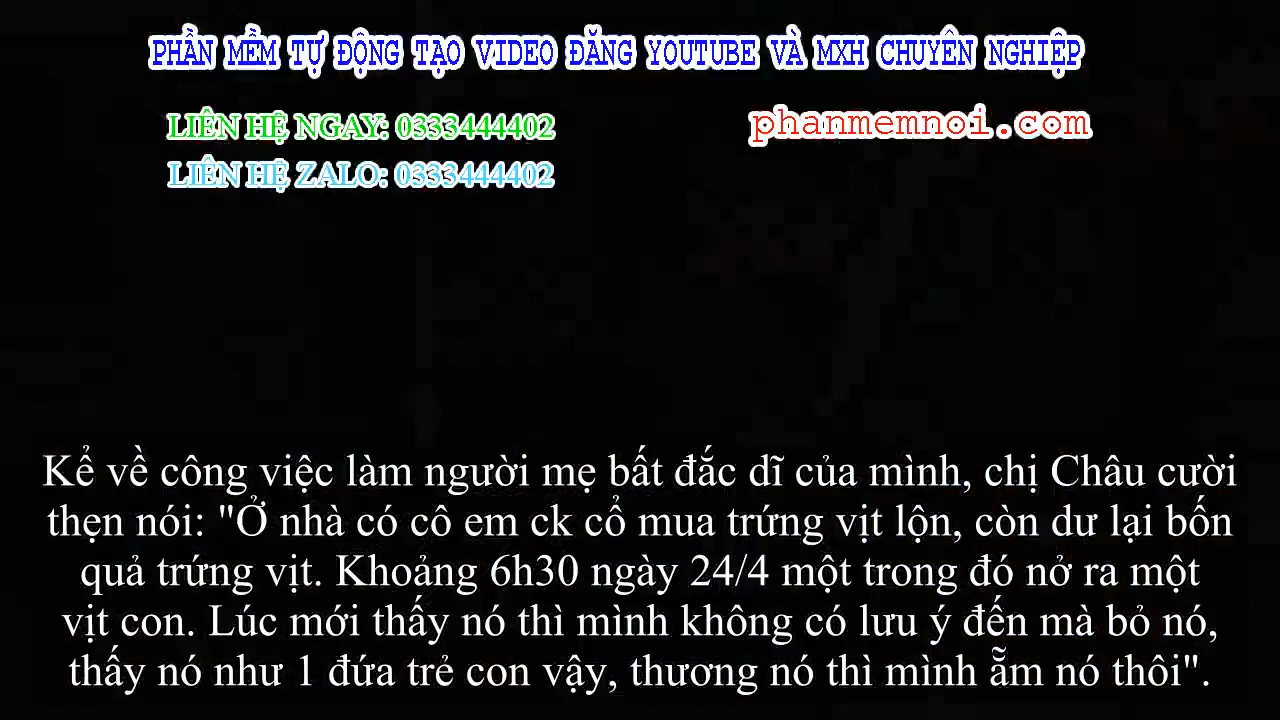 PHẦN MỀM TỰ ĐỘNG TẠO VIDEO ĐĂNG YOUTUBE VÀ MXH CHUYÊN NGHIỆP
LIÊN HỆ NGAY: 0333444402
phanmemnoi.com
LIÊN HỆ ZALO: 0333444402
Kể về công việc làm người mẹ bất đắc dĩ của mình, chị Châu cười
thẹn nói: "Ở nhà có cô em ck cổ mua trứng vịt lộn, còn dư lại bốn
quả trứng vịt. Khoảng 6h30 ngày 24/4 một trong đó nở ra một
vịt con. Lúc mới thấy nó thì mình không có lưu ý đến mà bỏ nó,
thấy nó như 1 đứa trẻ con vậy, thương nó thì mình ẵm nó thôi".